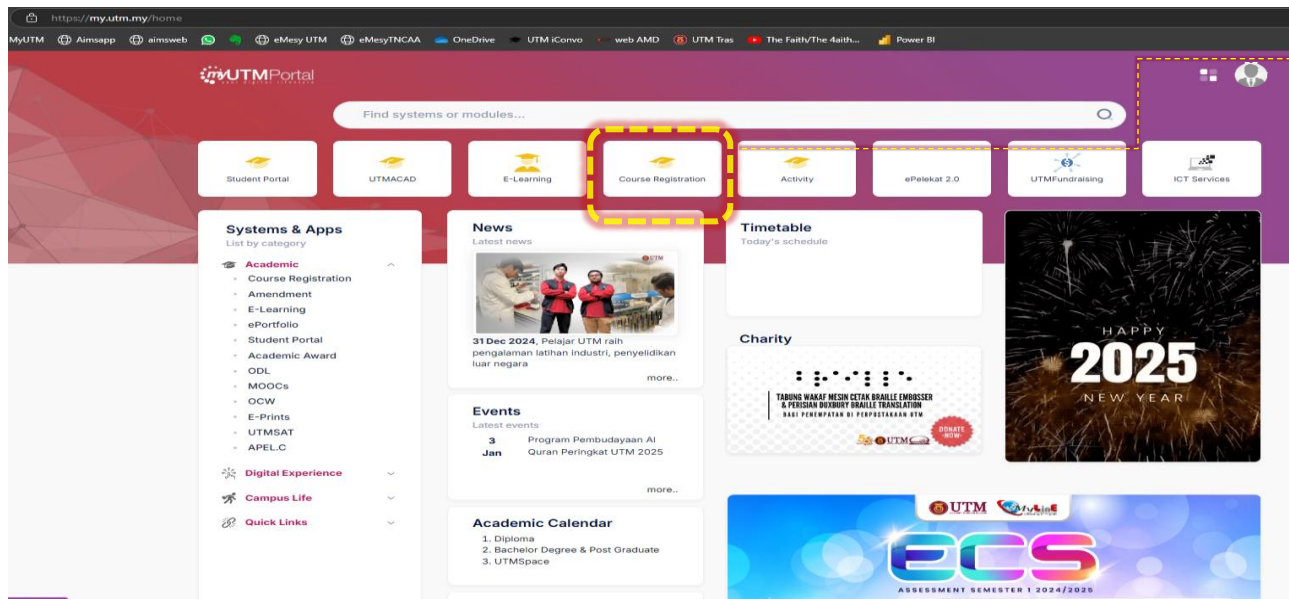 https://my.utm.my/home
MyUTM Aimsapp aimsweb eMesy UTM eMesyTNCAA OneDrive UTM iConvo web AMD UTM Tras The Faith/The 4aith... Power BI
myUTMPortal
Find systems or modules...
Student Portal
UTMACAD
E-Learning
Course Registration
Activity
ePelekat 2.0
UTMFundraising
ICT Services
Systems & Apps
List by category
Academic
Course Registration
Amendment
E-Learning
ePortfolio
Student Portal
Academic Award
ODL
MOOCs
OCW
E-Prints
UTMSAT
APEL.C
Digital Experience
Campus Life
Quick Links
News
Latest news
UTM
31 Dec 2024, Pelajar UTM raih
pengalaman latihan industri, penyelidikan
luar negara
more..
Events
Latest events
3 Program Pembudayaan Al
Jan Quran Peringkat UTM 2025
more..
Academic Calendar
1. Diploma
2. Bachelor Degree & Post Graduate
3. UTMSpace
Timetable
Today's schedule
Charity
TABUNG WAKAF MESIN CETAK BRAILLE EMBOSSER
& PERISIAN DUXBURY BRAILLE TRANSLATION
BAGI PENEMPATAN DI PERPUSTAKAAN UTM
DONATE
-NOW-
UTM
HAPPY
2025
NEW YEAR
UTM MyLinE
ECS
ASSESSMENT SEMESTER 1 2024/2025